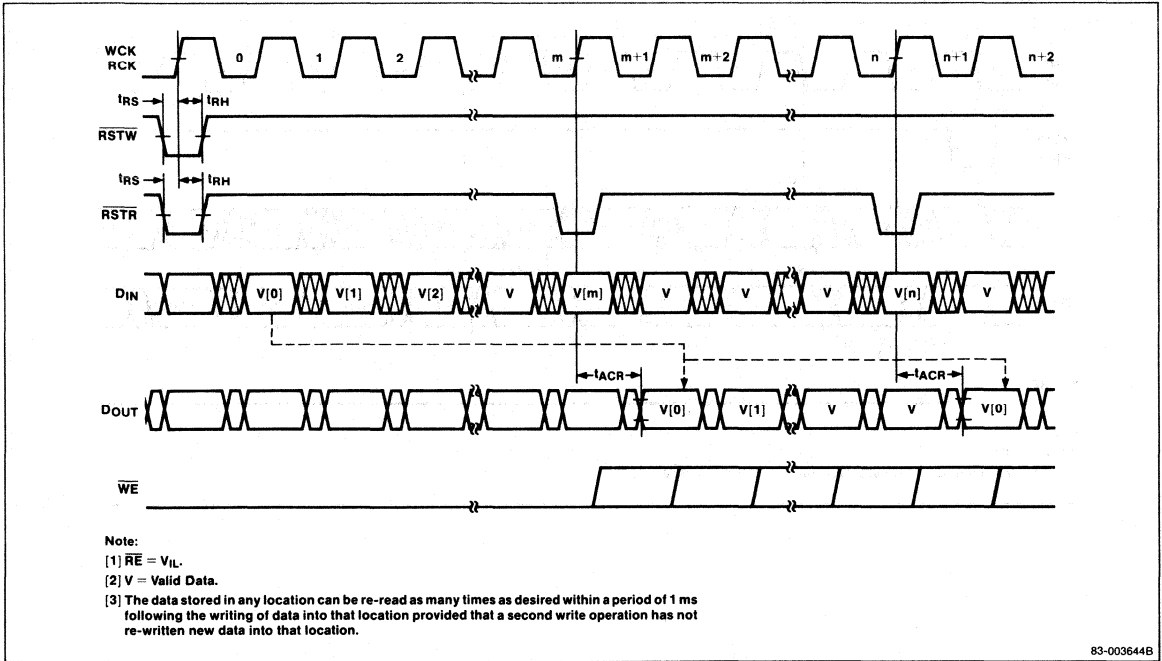 WCK
RCK
0 1 2 m m+1 m+2 n n+1 n+2
tRS tRH
RSTW
tRS tRH
RSTR
DIN V[0] V[1] V[2] V V[m] V V V V[n] V
tACR tACR
DOUT V[0] V[1] V V V[0]
WE
Note:
[1] RE = VIL.
[2] V = Valid Data.
[3] The data stored in any location can be re-read as many times as desired within a period of 1 ms
following the writing of data into that location provided that a second write operation has not
re-written new data into that location.
83-003644B